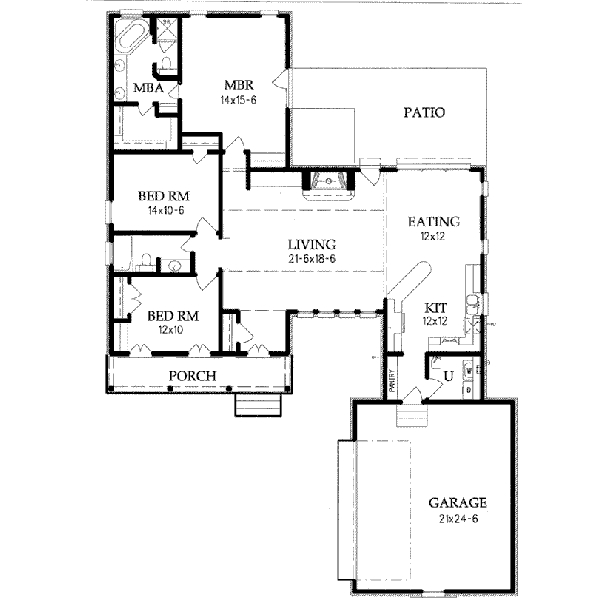 MBR
14x15-6
MBA
PATIO
BED RM
14x10-6
EATING
12x12
LIVING
21-6x18-6
KIT
12x12
BED RM
12x10
PORCH
PANTRY
U
GARAGE
21x24-6